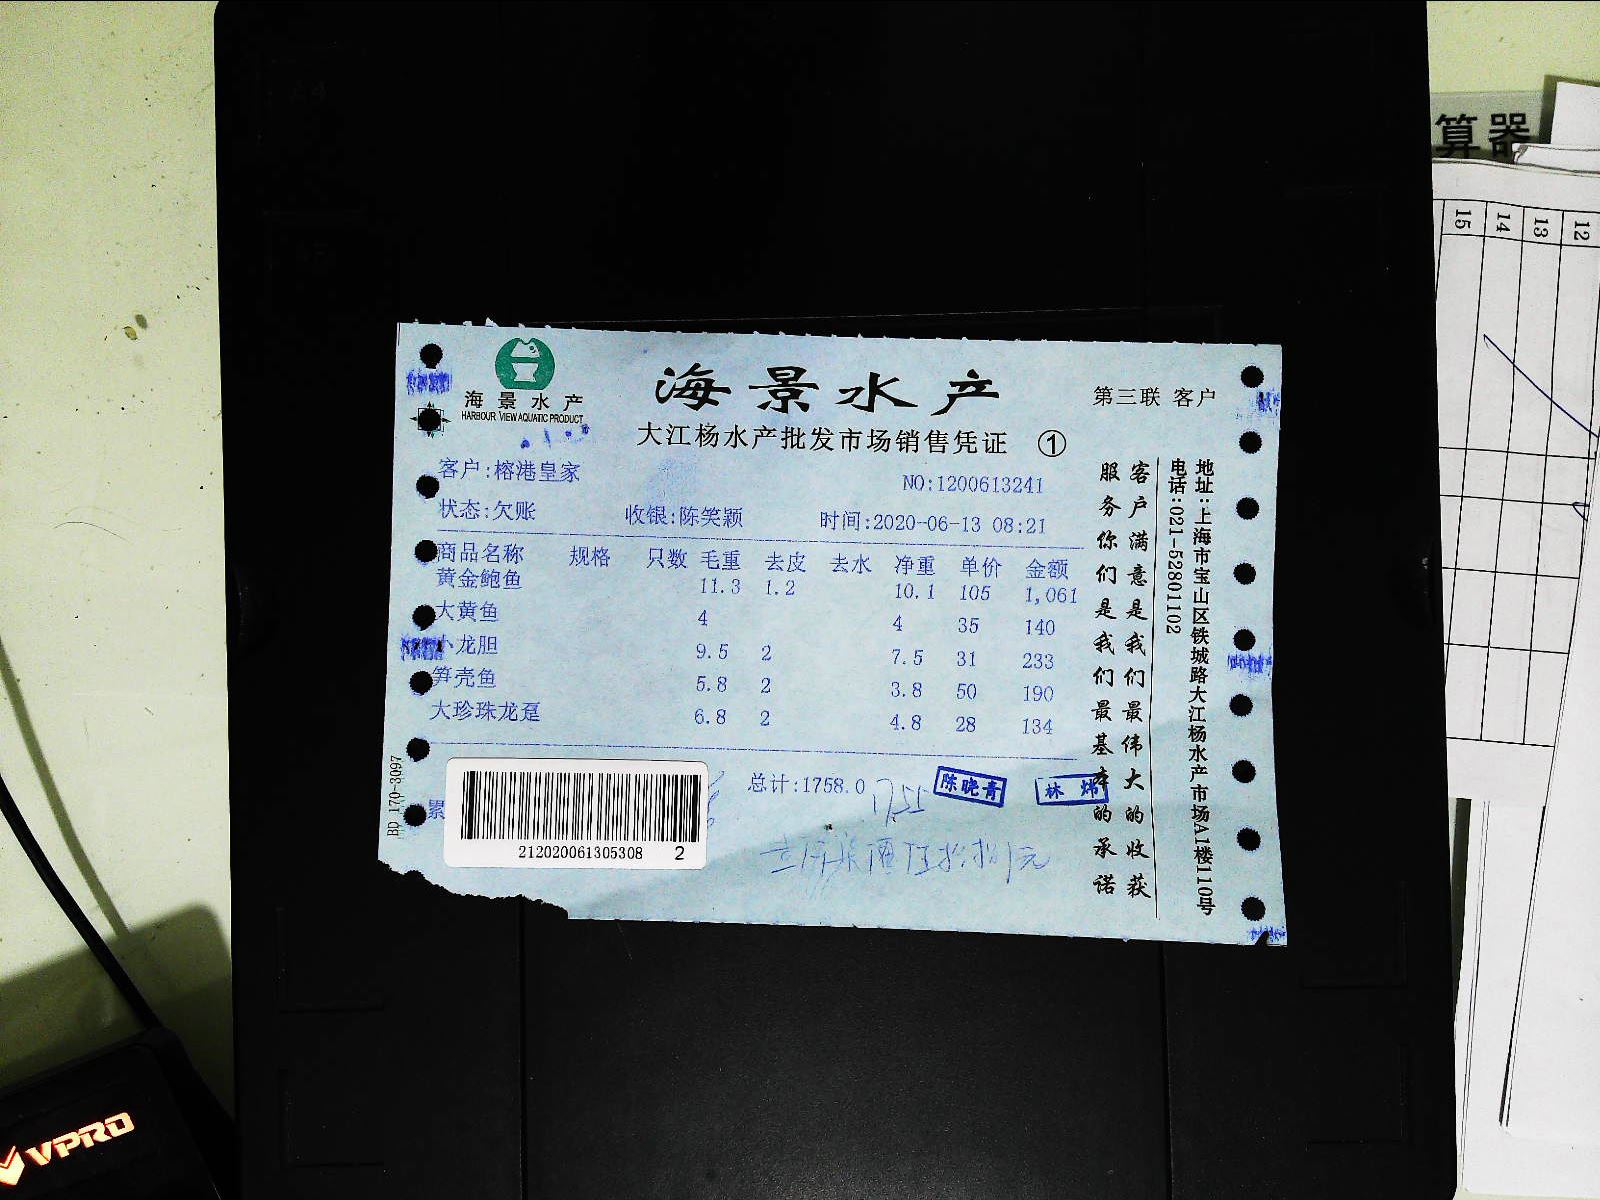 海景水产
HARBOUR VIEW AQUATIC PRODUCT
海景水产
第三联 客户
大江杨水产批发市场销售凭证 ①
客户:榕港皇家 NO:1200613241
状态:欠账 收银:陈笑颖 时间:2020-06-13 08:21
商品名称 规格 只数 毛重 去皮 去水 净重 单价 金额
黄金鲍鱼 11.3 1.2 10.1 105 1,061
大黄鱼 4 4 35 140
小龙胆 9.5 2 7.5 31 233
笋壳鱼 5.8 2 3.8 50 190
大珍珠龙趸 6.8 2 4.8 28 134
总计:1758.0
1755
陈晓青
林炜
累
212020061305308 2
BD 170-3097
客户满意是我们最伟大的收获
服务你们是我们最基本的承诺
地址:上海市宝山区铁城路大江杨水产市场A1楼110号
电话:021-52801102
算器
15 14 13 12
VPRO